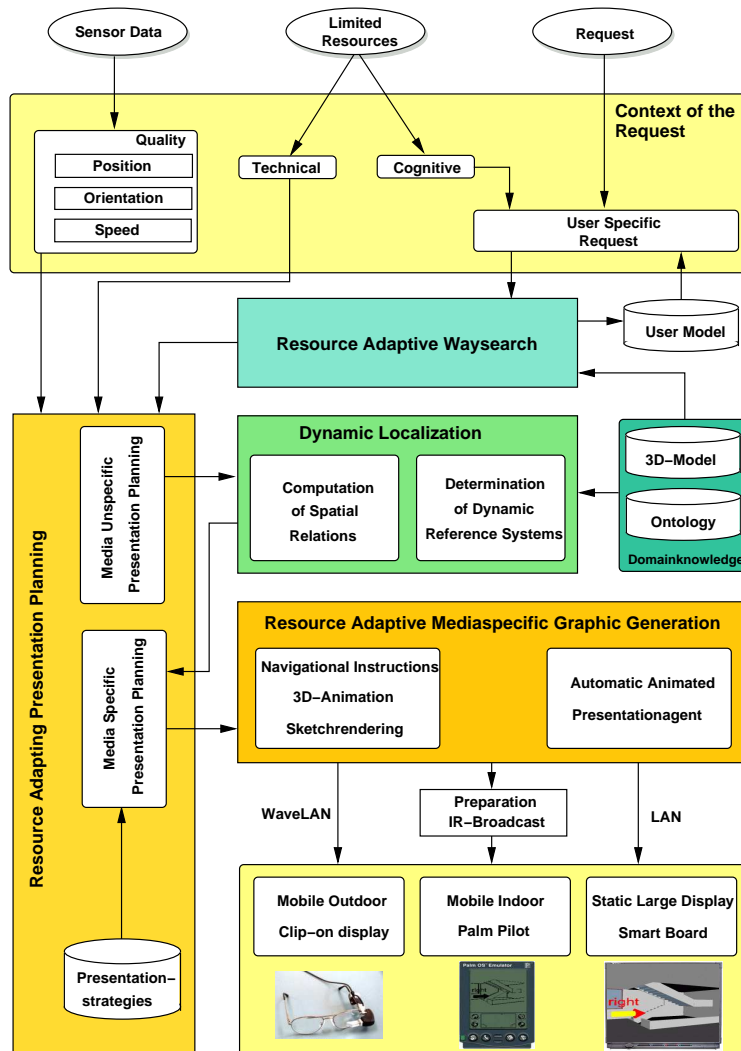 Sensor Data
Limited
Resources
Request
Context of the
Request
Quality
Position
Orientation
Speed
Technical
Cognitive
User Specific
Request
Resource Adaptive Waysearch
User Model
Dynamic Localization
Computation
of Spatial
Relations
Determination
of Dynamic
Reference Systems
3D−Model
Ontology
Domainknowledge
Resource Adapting Presentation Planning
Media Unspecific
Presentation Planning
Media Specific
Presentation Planning
Presentation−
strategies
Resource Adaptive Mediaspecific Graphic Generation
Navigational Instructions
3D−Animation
Sketchrendering
Automatic Animated
Presentationagent
WaveLAN
Preparation
IR−Broadcast
LAN
Mobile Outdoor
Clip−on display
Mobile Indoor
Palm Pilot
Static Large Display
Smart Board
Palm OS Emulator
right
right